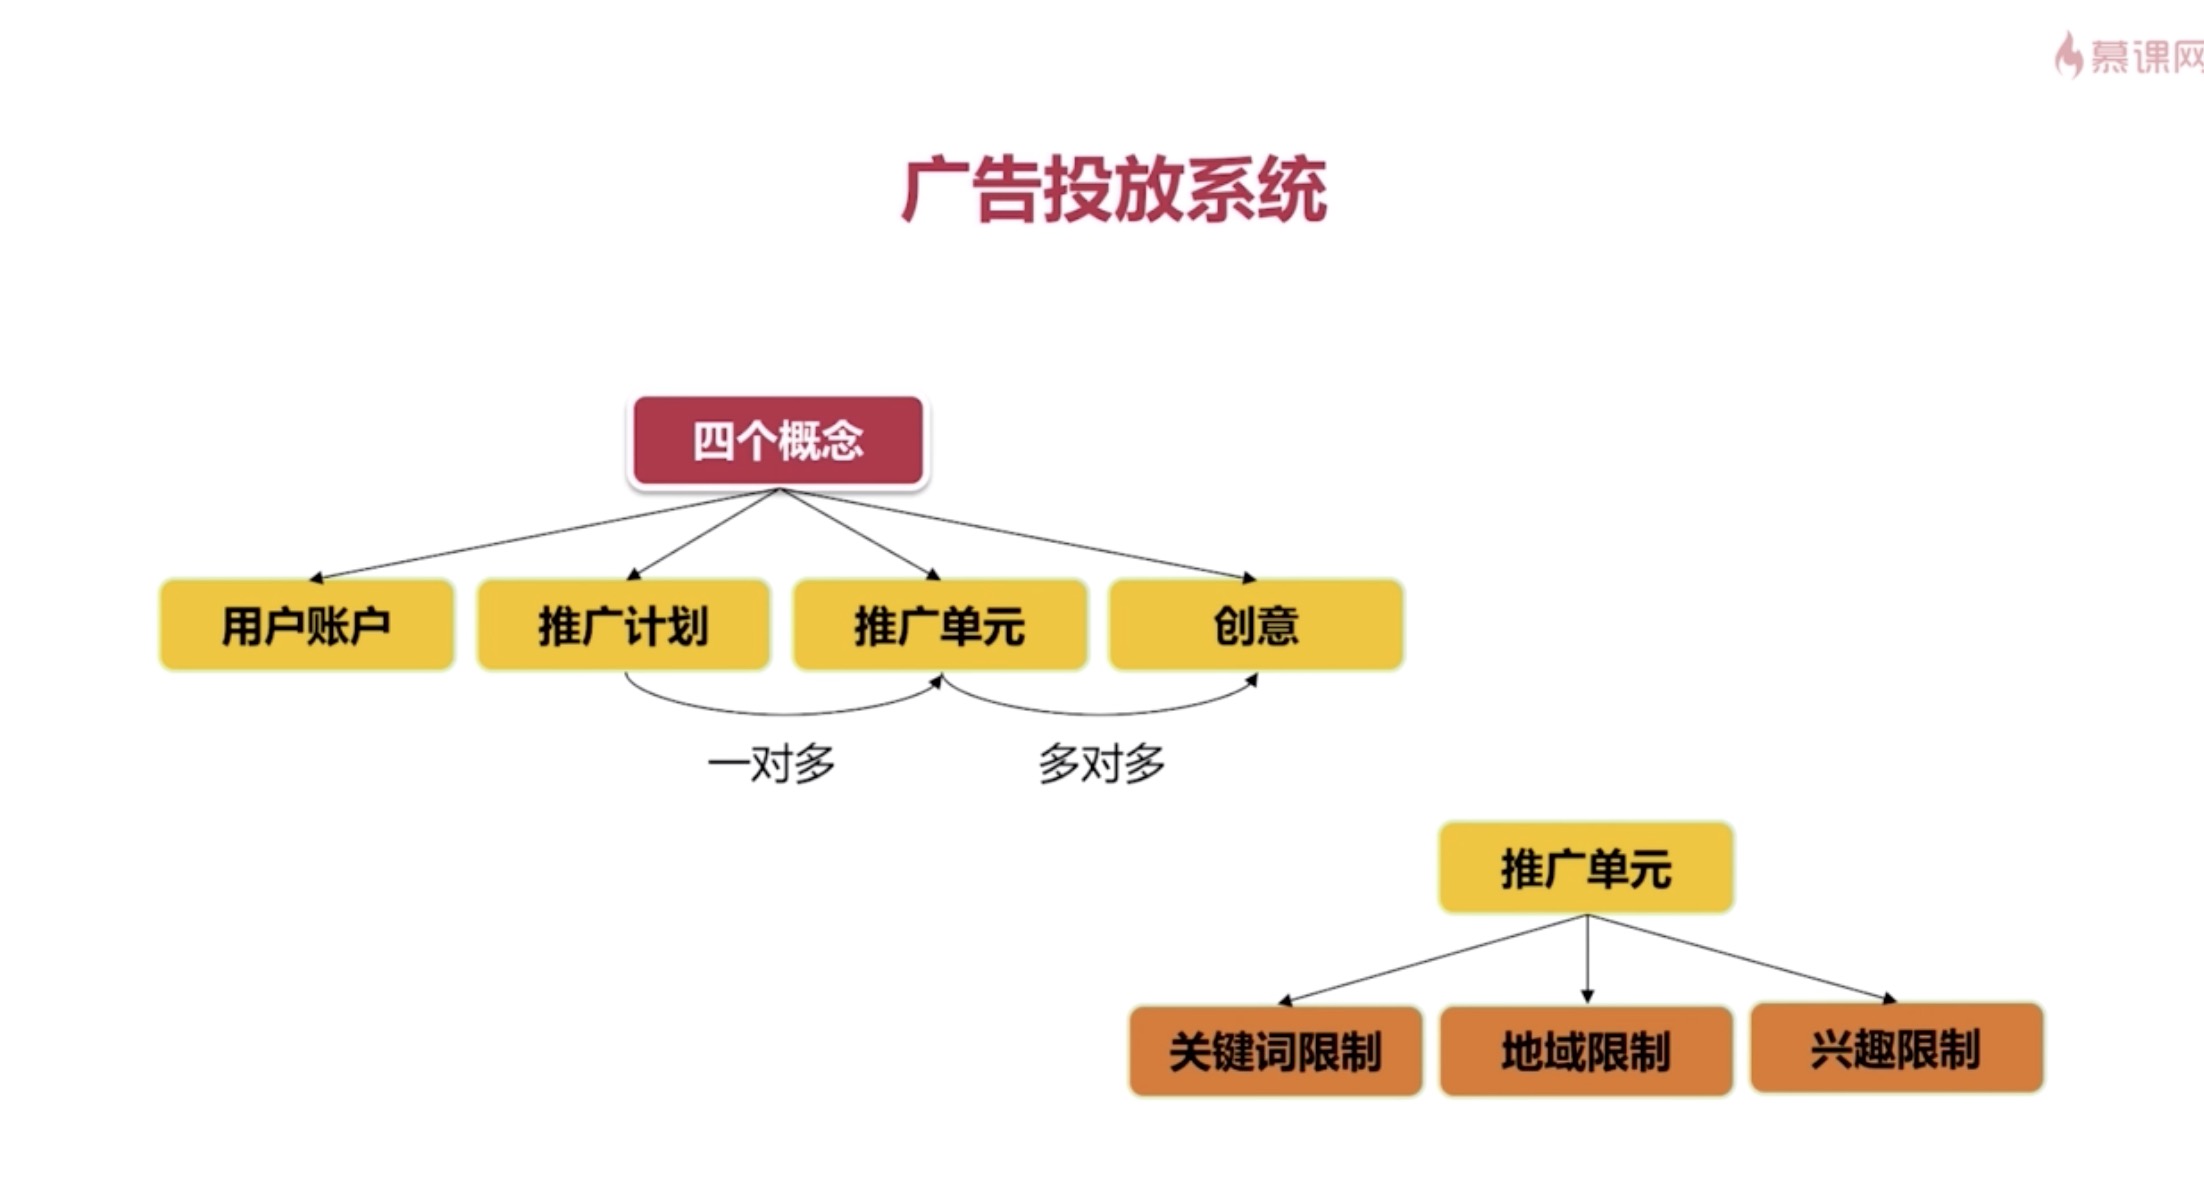 慕课网
广告投放系统
四个概念
用户账户
推广计划
推广单元
创意
一对多
多对多
推广单元
关键词限制
地域限制
兴趣限制